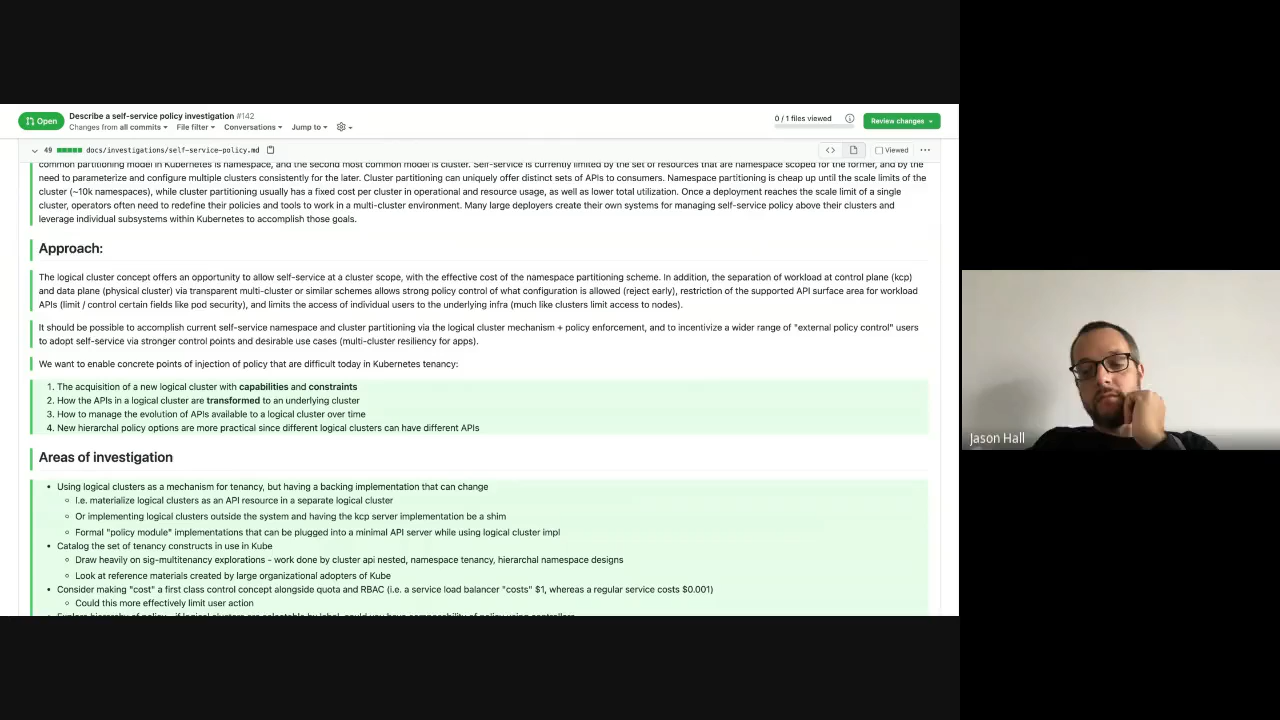 Open
Describe a self-service policy investigation #142
Changes from all commits
File filter
Conversations
Jump to
0 / 1 files viewed
Review changes
49
docs/investigations/self-service-policy.md
Viewed
common partitioning model in Kubernetes is namespace, and the second most common model is cluster. Self-service is currently limited by the set of resources that are namespace scoped for the former, and by the
need to parameterize and configure multiple clusters consistently for the later. Cluster partitioning can uniquely offer distinct sets of APIs to consumers. Namespace partitioning is cheap up until the scale limits of the
cluster (~10k namespaces), while cluster partitioning usually has a fixed cost per cluster in operational and resource usage, as well as lower total utilization. Once a deployment reaches the scale limit of a single
cluster, operators often need to redefine their policies and tools to work in a multi-cluster environment. Many large deployers create their own systems for managing self-service policy above their clusters and
leverage individual subsystems within Kubernetes to accomplish those goals.
Approach:
The logical cluster concept offers an opportunity to allow self-service at a cluster scope, with the effective cost of the namespace partitioning scheme. In addition, the separation of workload at control plane (kcp)
and data plane (physical cluster) via transparent multi-cluster or similar schemes allows strong policy control of what configuration is allowed (reject early), restriction of the supported API surface area for workload
APIs (limit / control certain fields like pod security), and limits the access of individual users to the underlying infra (much like clusters limit access to nodes).
It should be possible to accomplish current self-service namespace and cluster partitioning via the logical cluster mechanism + policy enforcement, and to incentivize a wider range of "external policy control" users
to adopt self-service via stronger control points and desirable use cases (multi-cluster resiliency for apps).
We want to enable concrete points of injection of policy that are difficult today in Kubernetes tenancy:
1. The acquisition of a new logical cluster with capabilities and constraints
2. How the APIs in a logical cluster are transformed to an underlying cluster
3. How to manage the evolution of APIs available to a logical cluster over time
4. New hierarchal policy options are more practical since different logical clusters can have different APIs
Areas of investigation
Using logical clusters as a mechanism for tenancy, but having a backing implementation that can change
I.e. materialize logical clusters as an API resource in a separate logical cluster
Or implementing logical clusters outside the system and having the kcp server implementation be a shim
Formal "policy module" implementations that can be plugged into a minimal API server while using logical cluster impl
Catalog the set of tenancy constructs in use in Kube
Draw heavily on sig-multitenancy explorations - work done by cluster api nested, namespace tenancy, hierarchal namespace designs
Look at reference materials created by large organizational adopters of Kube
Consider making "cost" a first class control concept alongside quota and RBAC (i.e. a service load balancer "costs" $1, whereas a regular service costs $0.001)
Could this more effectively limit user action
Explore hierarchy of policy - if logical clusters are selectable by label, could you have composability of policy using controllers
Jason Hall